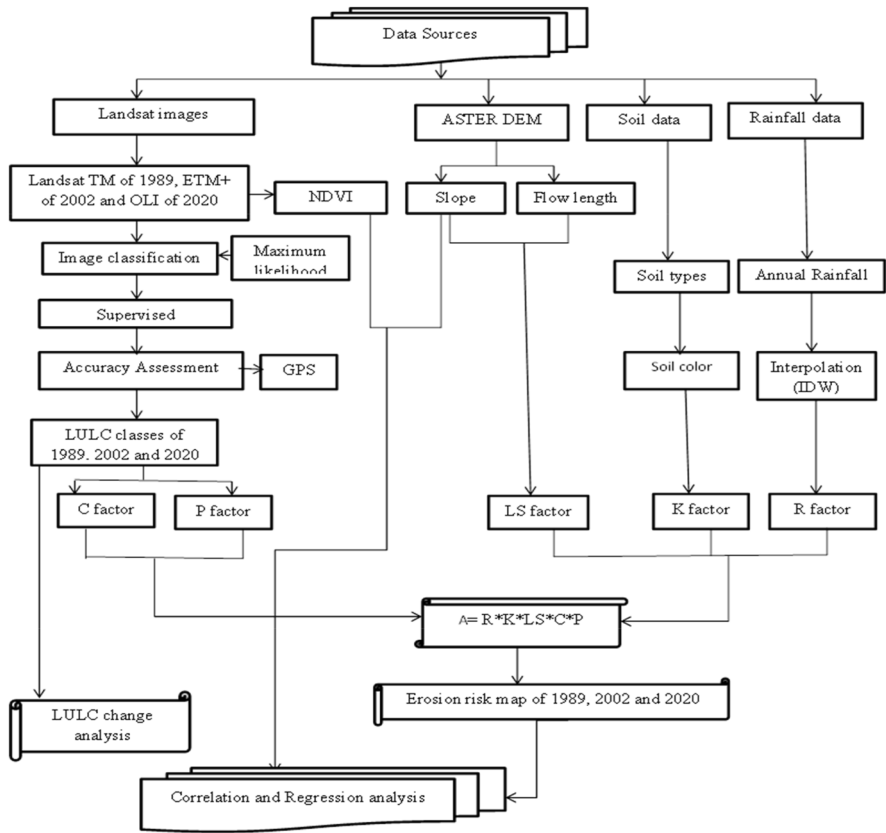 Data Sources
Landsat images
ASTER DEM
Soil data
Rainfall data
Landsat TM of 1989, ETM+
of 2002 and OLI of 2020
NDVI
Slope
Flow length
Image classification
Maximum
likelihood
Soil types
Annual Rainfall
Supervised
Accuracy Assessment
GPS
Soil color
Interpolation
(IDW)
LULC classes of
1989. 2002 and 2020
C factor
P factor
LS factor
K factor
R factor
A= R*K*LS*C*P
Erosion risk map of 1989, 2002 and 2020
LULC change
analysis
Correlation and Regression analysis